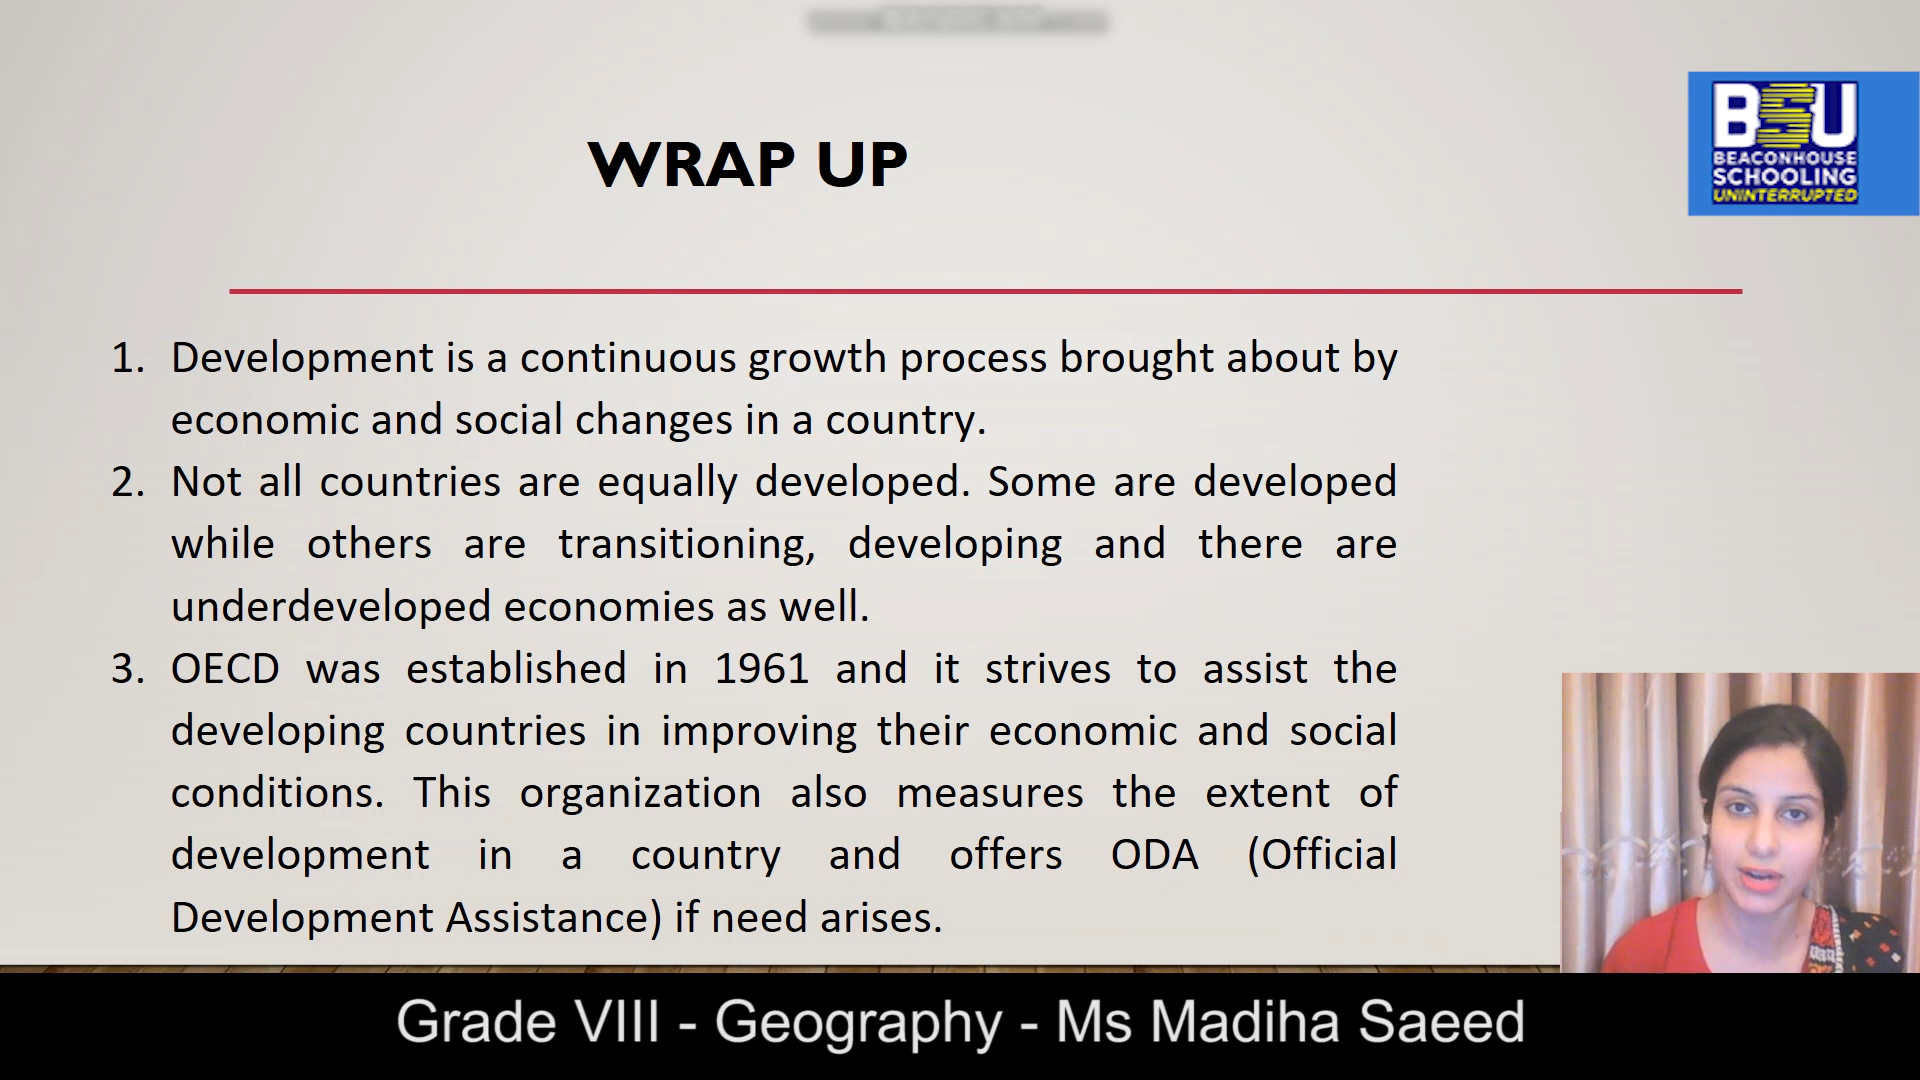 WRAP UP
BSU
BEACONHOUSE
SCHOOLING
UNINTERRUPTED
1. Development is a continuous growth process brought about by
economic and social changes in a country.
2. Not all countries are equally developed. Some are developed
while others are transitioning, developing and there are
underdeveloped economies as well.
3. OECD was established in 1961 and it strives to assist the
developing countries in improving their economic and social
conditions. This organization also measures the extent of
development in a country and offers ODA (Official
Development Assistance) if need arises.
Grade VIII - Geography - Ms Madiha Saeed